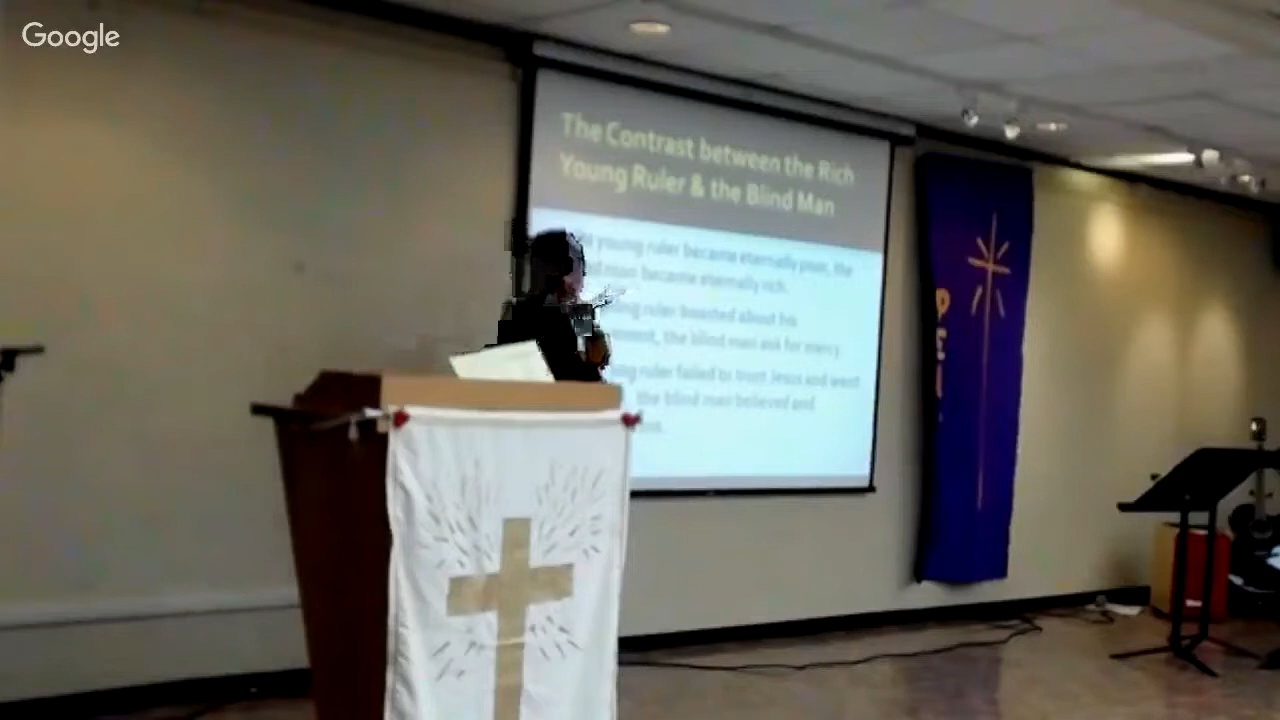 Google
The Contrast between the Rich
Young Ruler & the Blind Man
young ruler became eternally poor, the
man became eternally rich.
ruler boasted about his
the blind man ask for mercy
ruler failed to trust Jesus and went
the blind man believed and